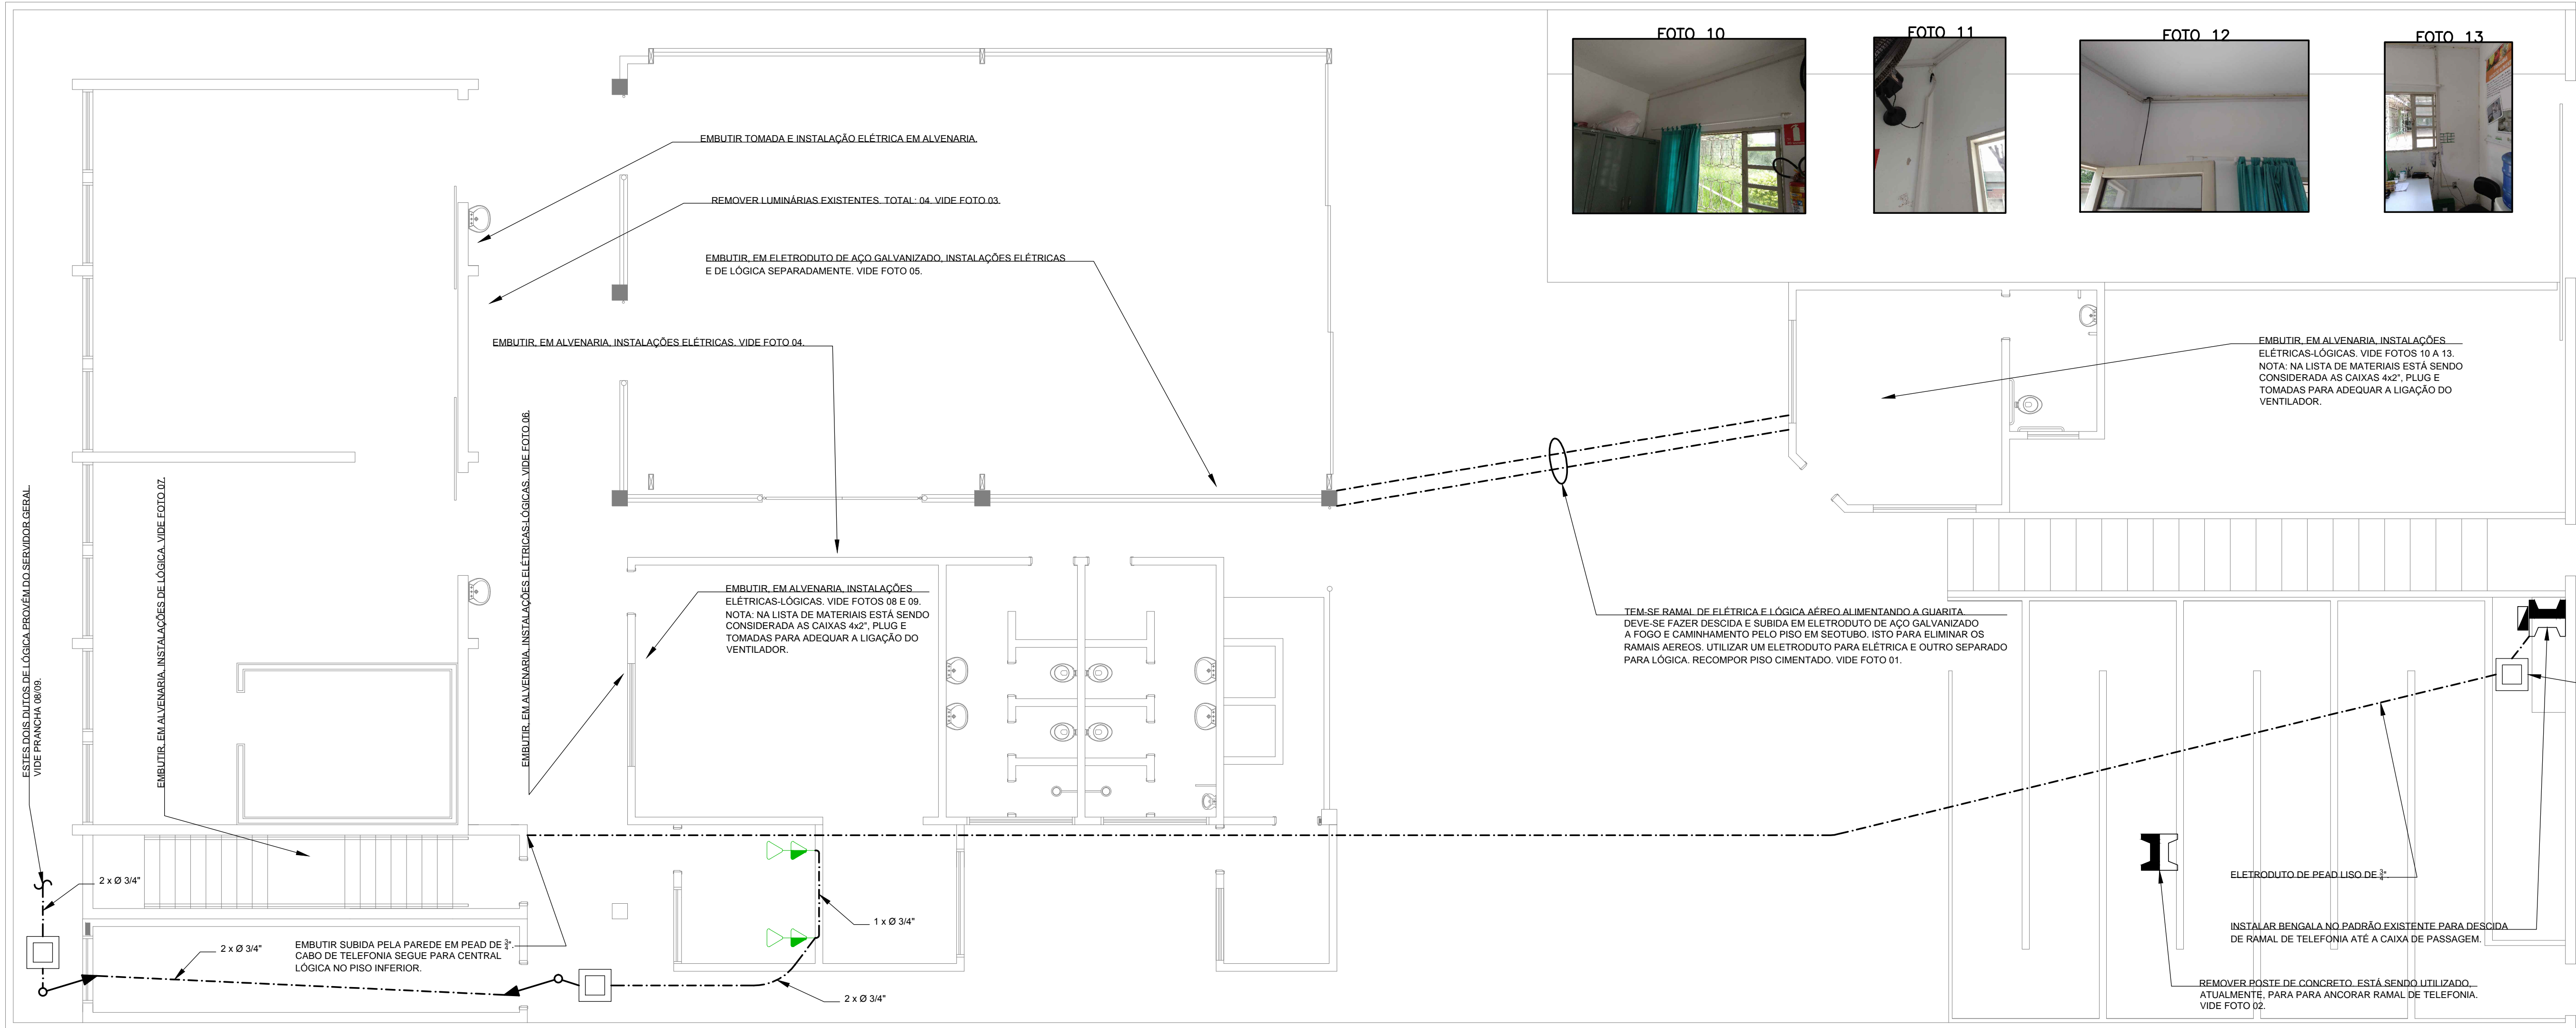 FOTO 10
FOTO 11
FOTO 12
FOTO 13
EMBUTIR TOMADA E INSTALAÇÃO ELÉTRICA EM ALVENARIA.
REMOVER LUMINÁRIAS EXISTENTES. TOTAL: 04. VIDE FOTO 03.
EMBUTIR, EM ELETRODUTO DE AÇO GALVANIZADO, INSTALAÇÕES ELÉTRICAS
E DE LÓGICA SEPARADAMENTE. VIDE FOTO 05.
EMBUTIR, EM ALVENARIA, INSTALAÇÕES ELÉTRICAS. VIDE FOTO 04.
EMBUTIR, EM ALVENARIA, INSTALAÇÕES
ELÉTRICAS-LÓGICAS. VIDE FOTOS 10 A 13.
NOTA: NA LISTA DE MATERIAIS ESTÁ SENDO
CONSIDERADA AS CAIXAS 4x2", PLUG E
TOMADAS PARA ADEQUAR A LIGAÇÃO DO
VENTILADOR.
ESTES DOIS DUTOS DE LÓGICA PROVÉM DO SERVIDOR GERAL
VIDE PRANCHA 08/09.
EMBUTIR, EM ALVENARIA, INSTALAÇÕES DE LÓGICA. VIDE FOTO 07.
EMBUTIR, EM ALVENARIA, INSTALAÇÕES ELÉTRICAS-LÓGICAS. VIDE FOTO 06.
EMBUTIR, EM ALVENARIA, INSTALAÇÕES
ELÉTRICAS-LÓGICAS. VIDE FOTOS 08 E 09.
NOTA: NA LISTA DE MATERIAIS ESTÁ SENDO
CONSIDERADA AS CAIXAS 4x2", PLUG E
TOMADAS PARA ADEQUAR A LIGAÇÃO DO
VENTILADOR.
TEM-SE RAMAL DE ELÉTRICA E LÓGICA AÉREO ALIMENTANDO A GUARITA.
DEVE-SE FAZER DESCIDA E SUBIDA EM ELETRODUTO DE AÇO GALVANIZADO
A FOGO E CAMINHAMENTO PELO PISO EM SEOTUBO. ISTO PARA ELIMINAR OS
RAMAIS AEREOS. UTILIZAR UM ELETRODUTO PARA ELÉTRICA E OUTRO SEPARADO
PARA LÓGICA. RECOMPOR PISO CIMENTADO. VIDE FOTO 01.
2 x Ø 3/4"
2 x Ø 3/4"
EMBUTIR SUBIDA PELA PAREDE EM PEAD DE 3/4".
CABO DE TELEFONIA SEGUE PARA CENTRAL
LÓGICA NO PISO INFERIOR.
1 x Ø 3/4"
2 x Ø 3/4"
ELETRODUTO DE PEAD LISO DE 3/4".
INSTALAR BENGALA NO PADRÃO EXISTENTE PARA DESCIDA
DE RAMAL DE TELEFONIA ATÉ A CAIXA DE PASSAGEM.
REMOVER POSTE DE CONCRETO. ESTÁ SENDO UTILIZADO,
ATUALMENTE, PARA PARA ANCORAR RAMAL DE TELEFONIA.
VIDE FOTO 02.